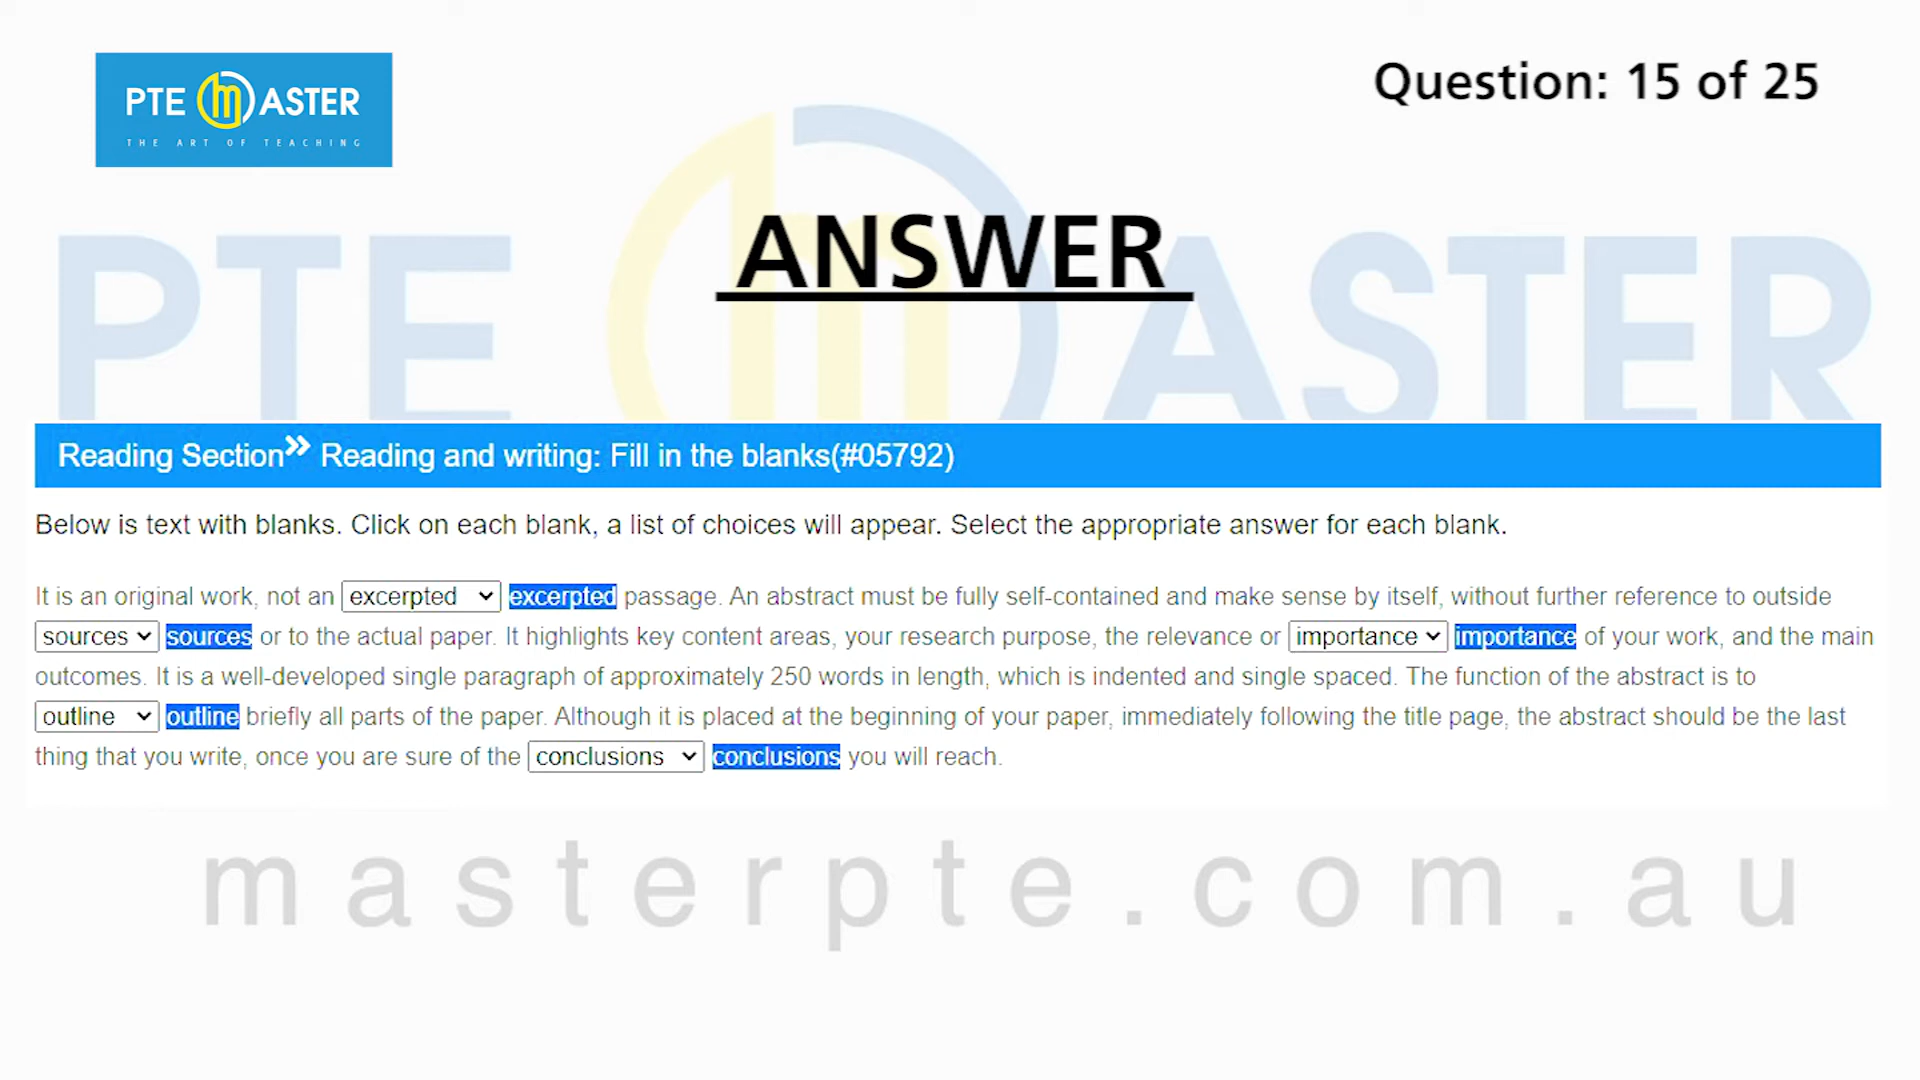 PTE MASTER
THE ART OF TEACHING
Question: 15 of 25
PTE MASTER
ANSWER
Reading Section» Reading and writing: Fill in the blanks(#05792)
Below is text with blanks. Click on each blank, a list of choices will appear. Select the appropriate answer for each blank.
It is an original work, not an excerpted excerpted passage. An abstract must be fully self-contained and make sense by itself, without further reference to outside
sources sources or to the actual paper. It highlights key content areas, your research purpose, the relevance or importance importance of your work, and the main
outcomes. It is a well-developed single paragraph of approximately 250 words in length, which is indented and single spaced. The function of the abstract is to
outline outline briefly all parts of the paper. Although it is placed at the beginning of your paper, immediately following the title page, the abstract should be the last
thing that you write, once you are sure of the conclusions conclusions you will reach.
masterpte.com.au